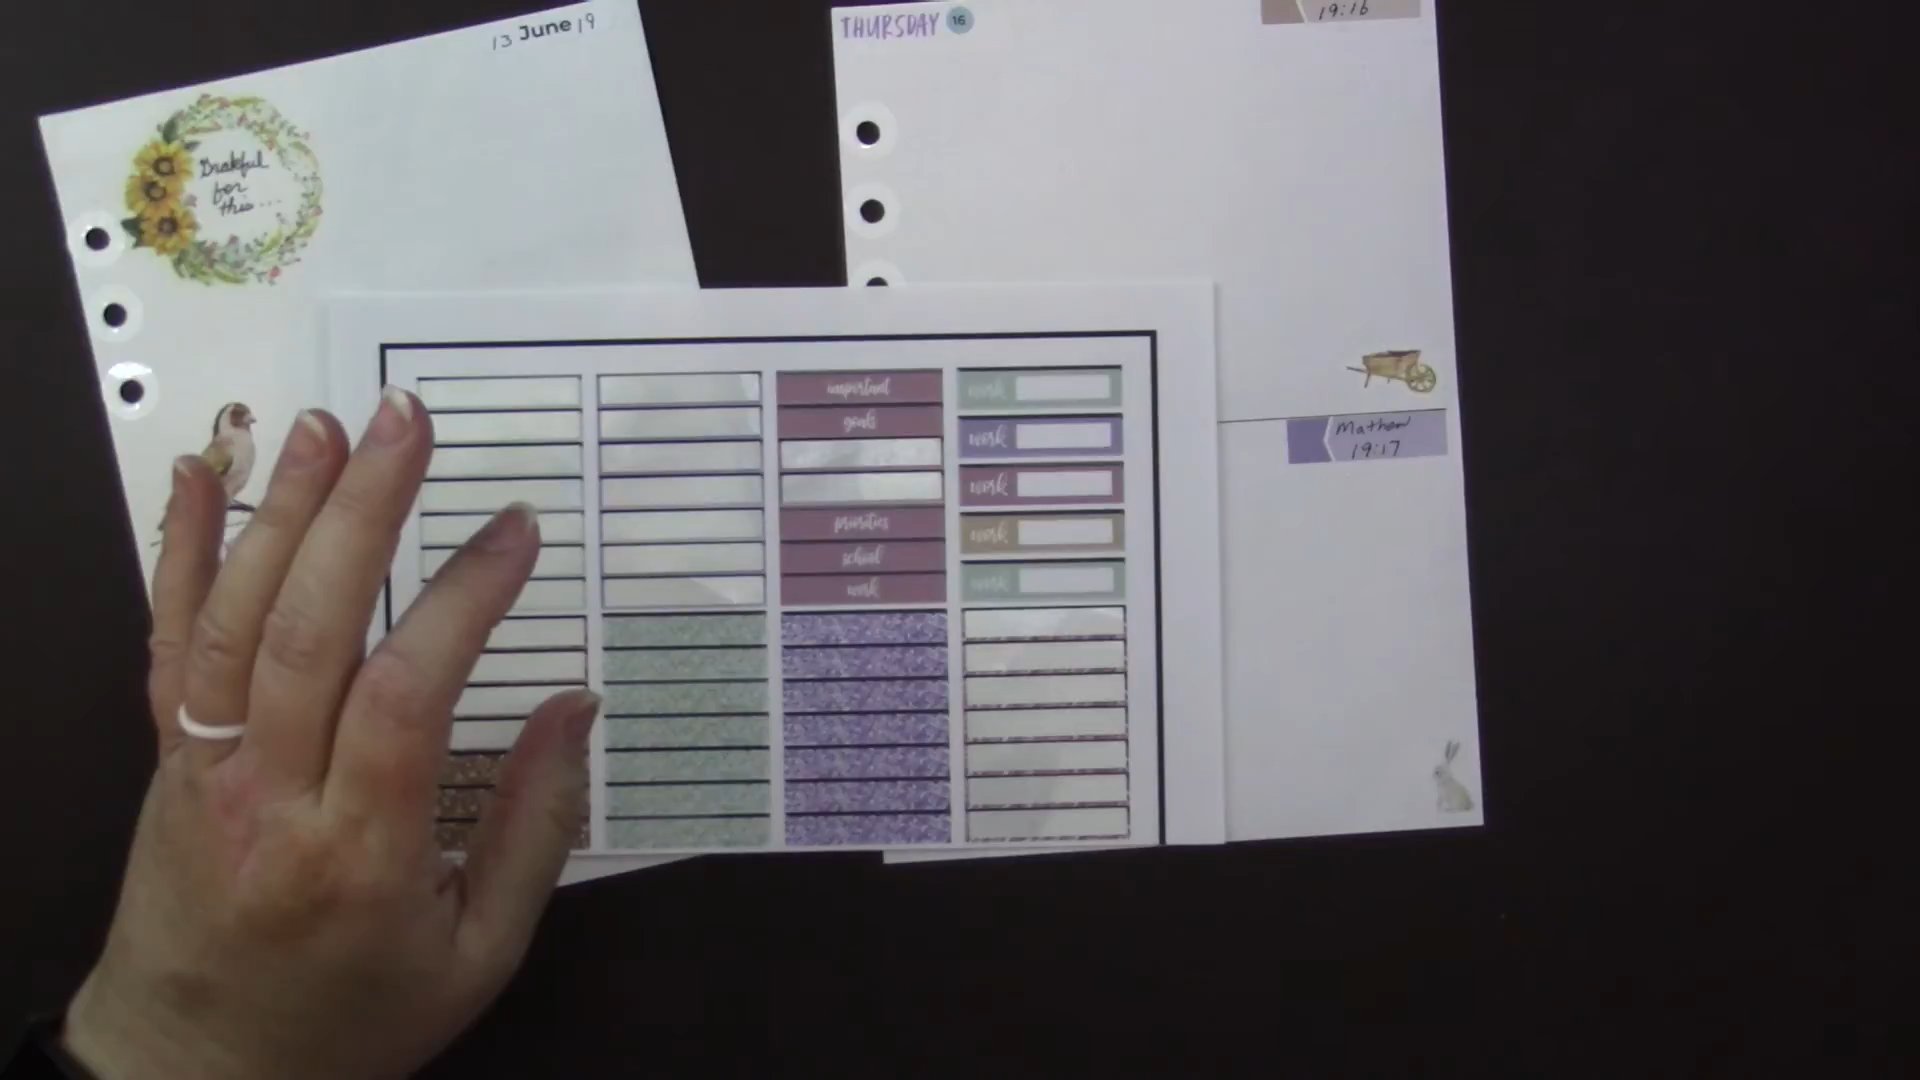 13 June 19
Grateful
for
this...
THURSDAY 16
19:16
Mathew
19:17
important
goals
priorities
school
work
work
work
work
work
work